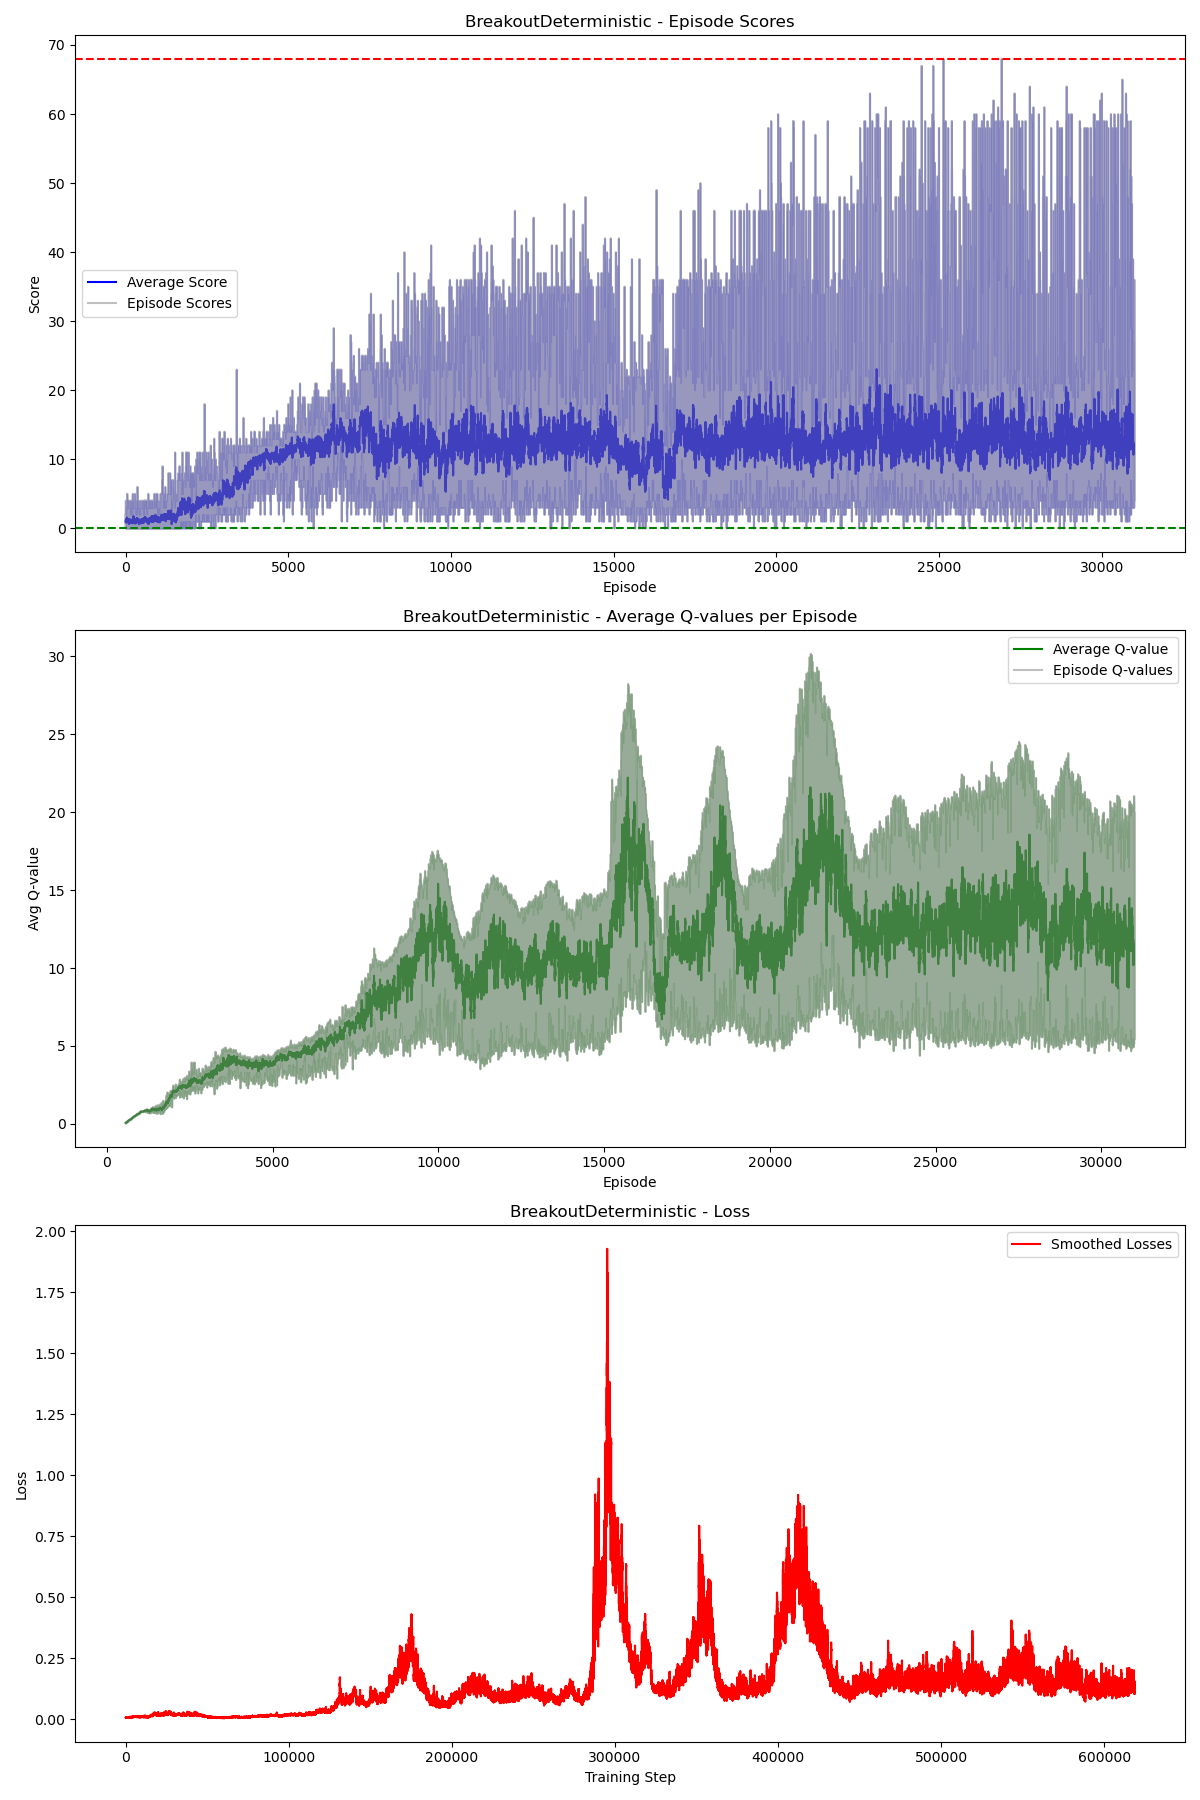 BreakoutDeterministic - Episode Scores
70
60
50
40
30
20
10
0
Score
Average Score
Episode Scores
0 5000 10000 15000 20000 25000 30000
Episode
BreakoutDeterministic - Average Q-values per Episode
30
25
20
15
10
5
0
Avg Q-value
Average Q-value
Episode Q-values
0 5000 10000 15000 20000 25000 30000
Episode
BreakoutDeterministic - Loss
2.00
1.75
1.50
1.25
1.00
0.75
0.50
0.25
0.00
Loss
Smoothed Losses
0 100000 200000 300000 400000 500000 600000
Training Step